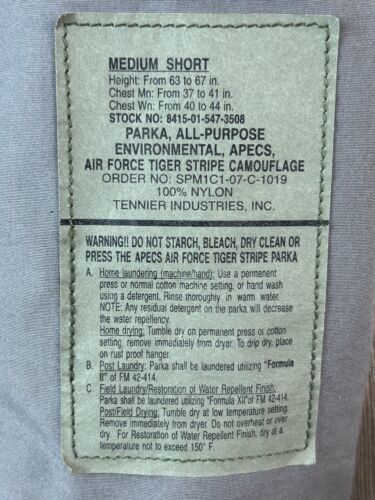 MEDIUM SHORT
Height: From 63 to 67 in.
Chest Mn: From 37 to 41 in.
Chest Wn: From 40 to 44 in.
STOCK NO: 8415-01-547-3508
PARKA, ALL-PURPOSE
ENVIRONMENTAL, APECS,
AIR FORCE TIGER STRIPE CAMOUFLAGE
ORDER NO: SPM1C1-07-C-1019
100% NYLON
TENNIER INDUSTRIES, INC.
WARNING!! DO NOT STARCH, BLEACH, DRY CLEAN OR
PRESS THE APECS AIR FORCE TIGER STRIPE PARKA
A. Home laundering (machine/hand): Use a permanent
press or normal cotton machine setting, or hand wash
using a detergent. Rinse thoroughly in warm water.
NOTE: Any residual detergent on the parka will decrease
the water repellency.
Home drying: Tumble dry on permanent press or cotton
setting, remove immediately from dryer. To drip dry, place
on rust proof hanger.
B. Post Laundry: Parka shall be laundered utilizing "Formula
II" of FM 42-414.
C. Field Laundry/Restoration of Water Repellent Finish:
Parka shall be laundered utilizing "Formula XII" of FM 42-414.
Post/Field Drying: Tumble dry at low temperature setting.
Remove immediately from dryer. Do not overheat or over
dry. For Restoration of Water Repellent Finish, dry at a
temperature not to exceed 150° F.